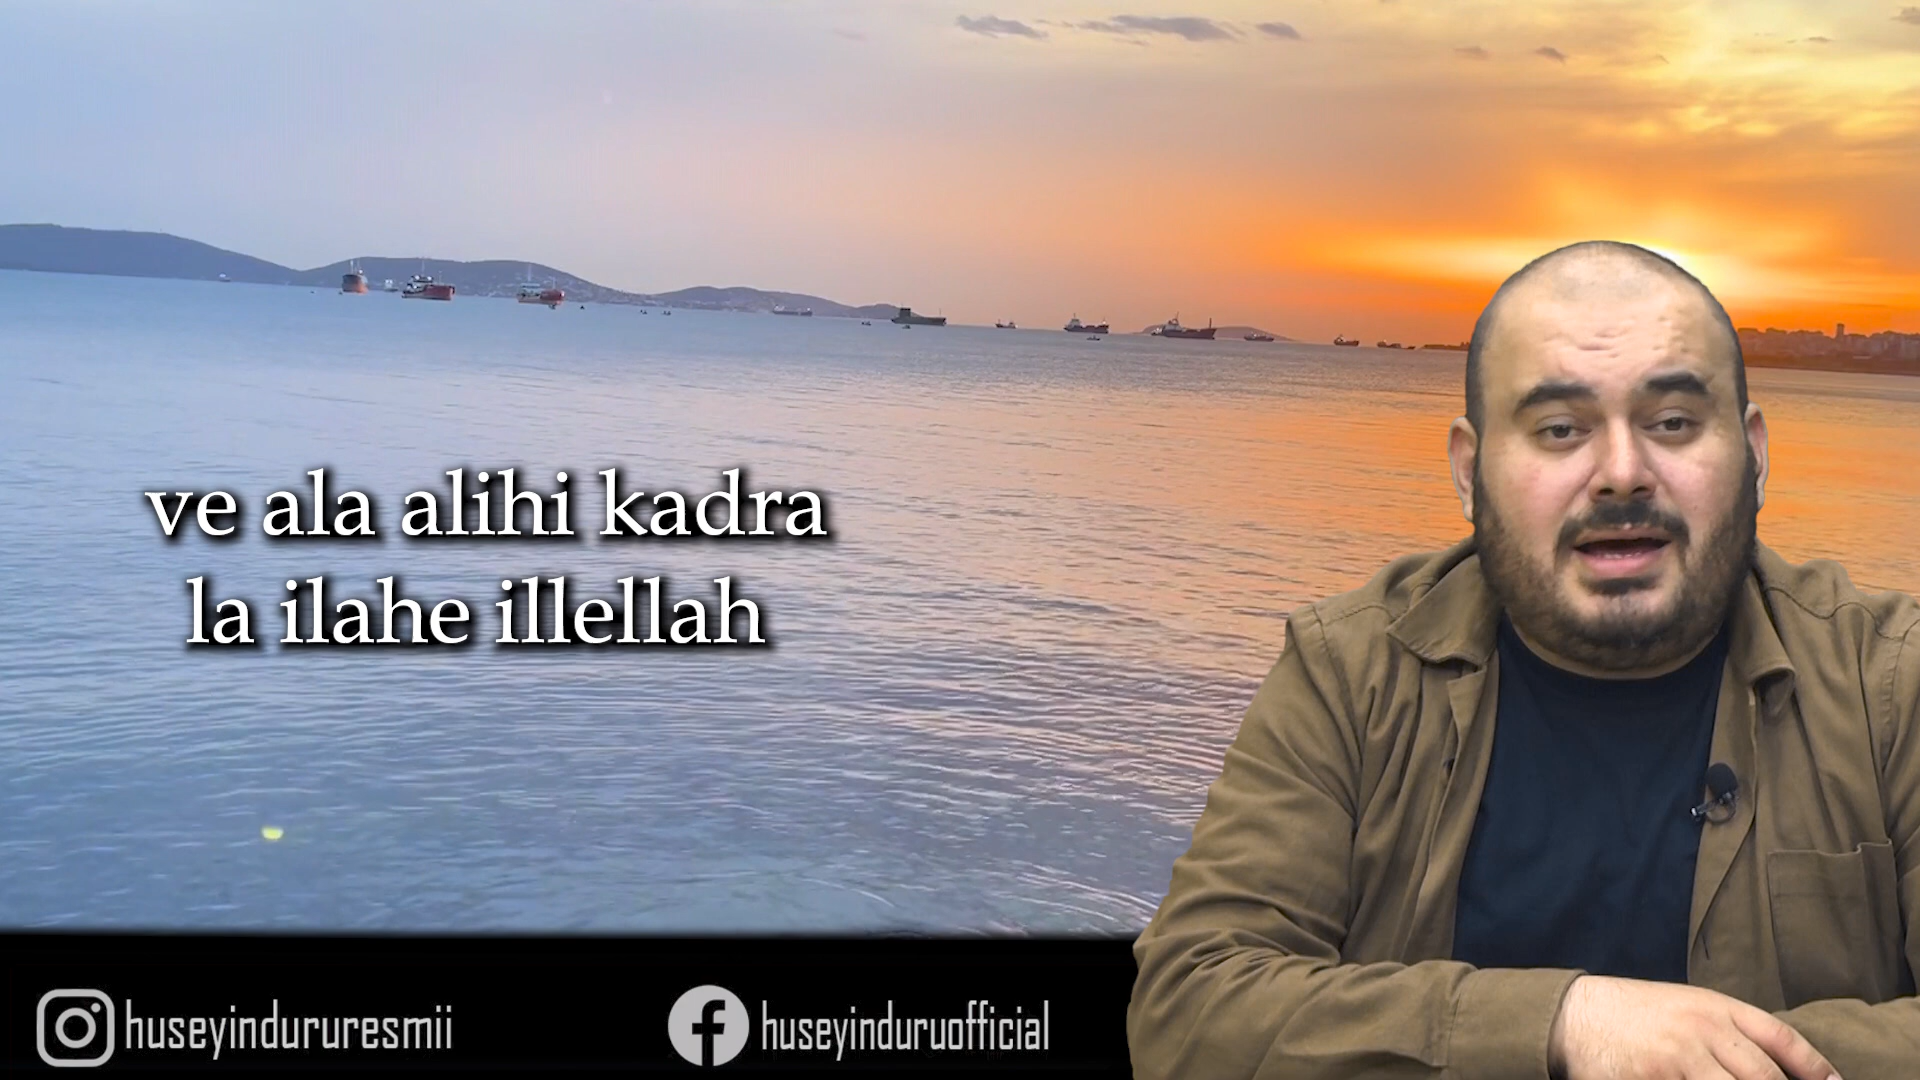 ve ala alihi kadra
la ilahe illellah
huseyindururesmii
huseyinduruofficial